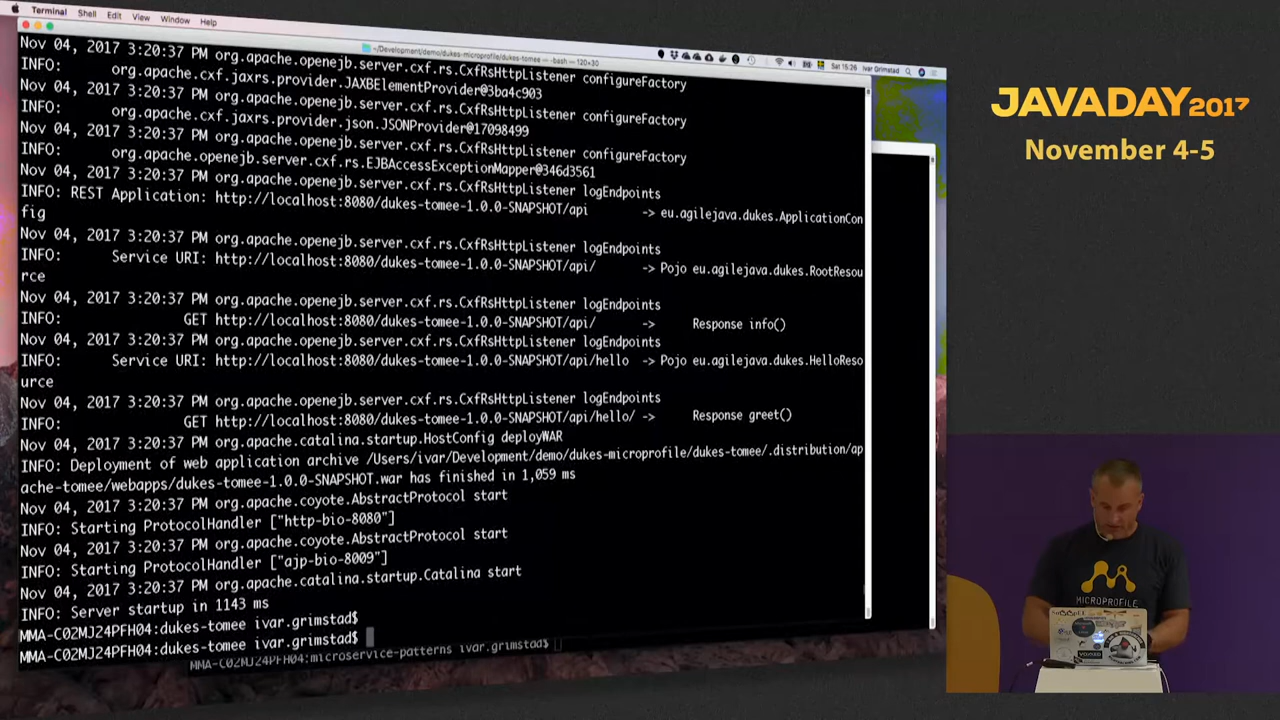 Terminal Shell Edit View Window Help
Sat 15:26 Ivar Grimstad
~/Development/demo/dukes-microprofile/dukes-tomee — -bash — 120×30
Nov 04, 2017 3:20:37 PM org.apache.openejb.server.cxf.rs.CxfRsHttpListener configureFactory
INFO: org.apache.cxf.jaxrs.provider.JAXBElementProvider@3ba4c903
Nov 04, 2017 3:20:37 PM org.apache.openejb.server.cxf.rs.CxfRsHttpListener configureFactory
INFO: org.apache.cxf.jaxrs.provider.json.JSONProvider@17098499
Nov 04, 2017 3:20:37 PM org.apache.openejb.server.cxf.rs.CxfRsHttpListener configureFactory
INFO: org.apache.openejb.server.cxf.rs.EJBAccessExceptionMapper@346d3561
Nov 04, 2017 3:20:37 PM org.apache.openejb.server.cxf.rs.CxfRsHttpListener logEndpoints
INFO: REST Application: http://localhost:8080/dukes-tomee-1.0.0-SNAPSHOT/api -> eu.agilejava.dukes.ApplicationCon
fig
Nov 04, 2017 3:20:37 PM org.apache.openejb.server.cxf.rs.CxfRsHttpListener logEndpoints
INFO: Service URI: http://localhost:8080/dukes-tomee-1.0.0-SNAPSHOT/api/ -> Pojo eu.agilejava.dukes.RootResou
rce
Nov 04, 2017 3:20:37 PM org.apache.openejb.server.cxf.rs.CxfRsHttpListener logEndpoints
INFO: GET http://localhost:8080/dukes-tomee-1.0.0-SNAPSHOT/api/ -> Response info()
Nov 04, 2017 3:20:37 PM org.apache.openejb.server.cxf.rs.CxfRsHttpListener logEndpoints
INFO: Service URI: http://localhost:8080/dukes-tomee-1.0.0-SNAPSHOT/api/hello -> Pojo eu.agilejava.dukes.HelloReso
urce
Nov 04, 2017 3:20:37 PM org.apache.openejb.server.cxf.rs.CxfRsHttpListener logEndpoints
INFO: GET http://localhost:8080/dukes-tomee-1.0.0-SNAPSHOT/api/hello/ -> Response greet()
Nov 04, 2017 3:20:37 PM org.apache.catalina.startup.HostConfig deployWAR
INFO: Deployment of web application archive /Users/ivar/Development/demo/dukes-microprofile/dukes-tomee/.distribution/ap
ache-tomee/webapps/dukes-tomee-1.0.0-SNAPSHOT.war has finished in 1,059 ms
Nov 04, 2017 3:20:37 PM org.apache.coyote.AbstractProtocol start
INFO: Starting ProtocolHandler ["http-bio-8080"]
Nov 04, 2017 3:20:37 PM org.apache.coyote.AbstractProtocol start
INFO: Starting ProtocolHandler ["ajp-bio-8009"]
Nov 04, 2017 3:20:37 PM org.apache.catalina.startup.Catalina start
INFO: Server startup in 1143 ms
MMA-C02MJ24PFH04:dukes-tomee ivar.grimstad$
MMA-C02MJ24PFH04:dukes-tomee ivar.grimstad$
MMA-C02MJ24PFH04:microservice-patterns ivar.grimstad$
JAVADAY 2017
November 4-5
MICROPROFILE